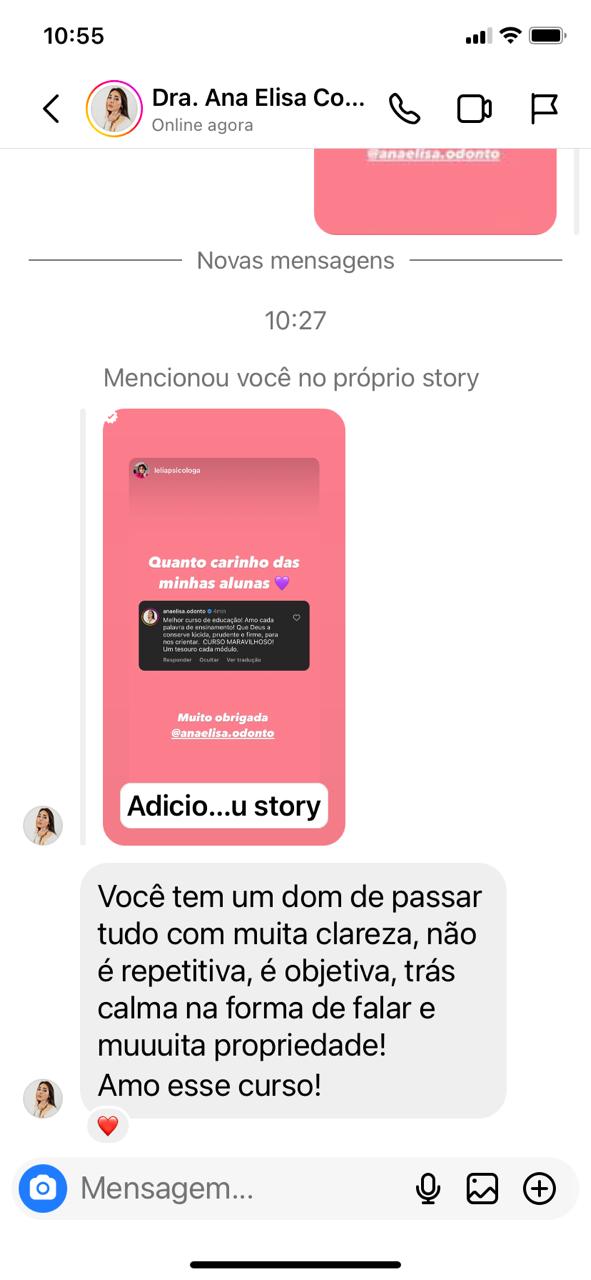 10:55
Dra. Ana Elisa Co...
Online agora
@anaelisa.odonto
Novas mensagens
10:27
Mencionou você no próprio story
leliapsicologa
Quanto carinho das
minhas alunas 💜
anaelisa.odonto 4min
Melhor curso de educação! Amo cada
palavra de ensinamento! Que Deus a
conserve lúcida, prudente e firme, para
nos orientar. CURSO MARAVILHOSO!
Um tesouro cada módulo.
Responder Ocultar Ver tradução
Muito obrigada
@anaelisa.odonto
Adicio...u story
Você tem um dom de passar
tudo com muita clareza, não
é repetitiva, é objetiva, trás
calma na forma de falar e
muuuita propriedade!
Amo esse curso!
❤️
Mensagem...